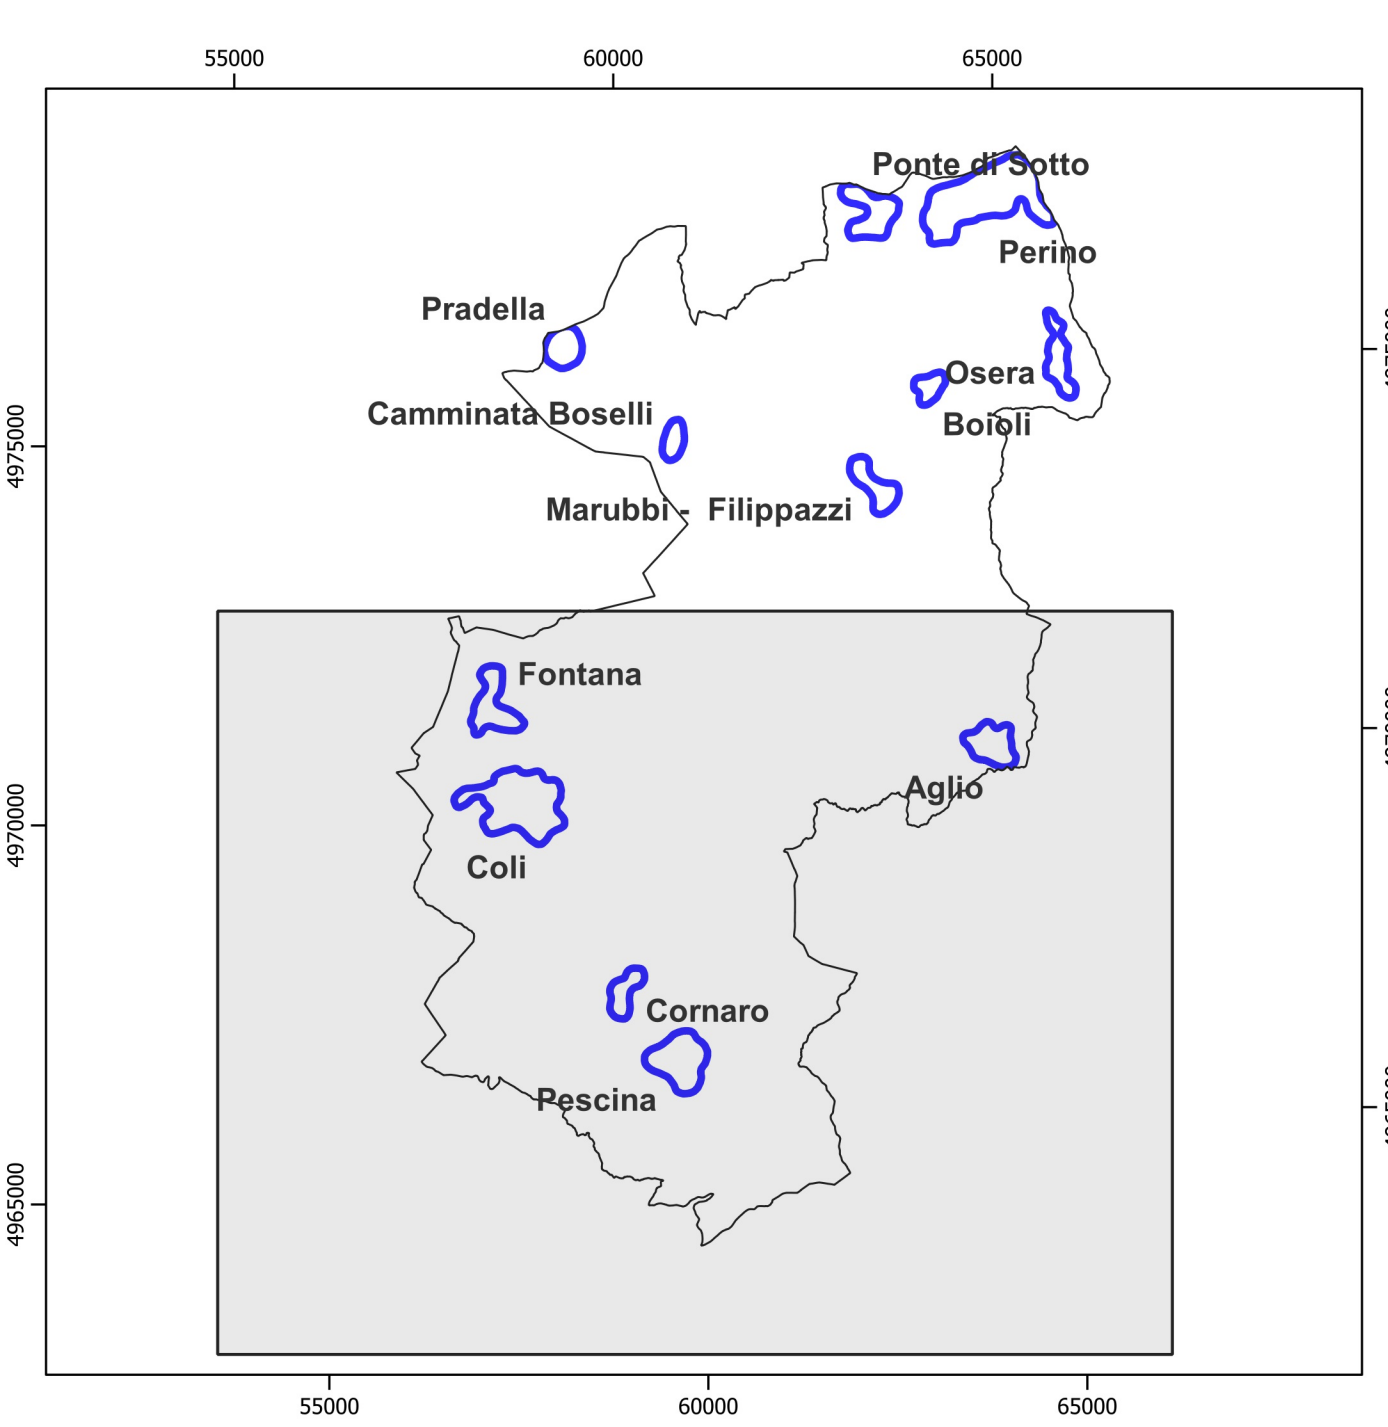 55000 60000 65000
Ponte di Sotto
Perino
Pradella
Osera
Camminata Boselli
Boioli
4975000
Marubbi - Filippazzi
Fontana
Aglio
4970000
Coli
Cornaro
Pescina
4965000
55000 60000 65000